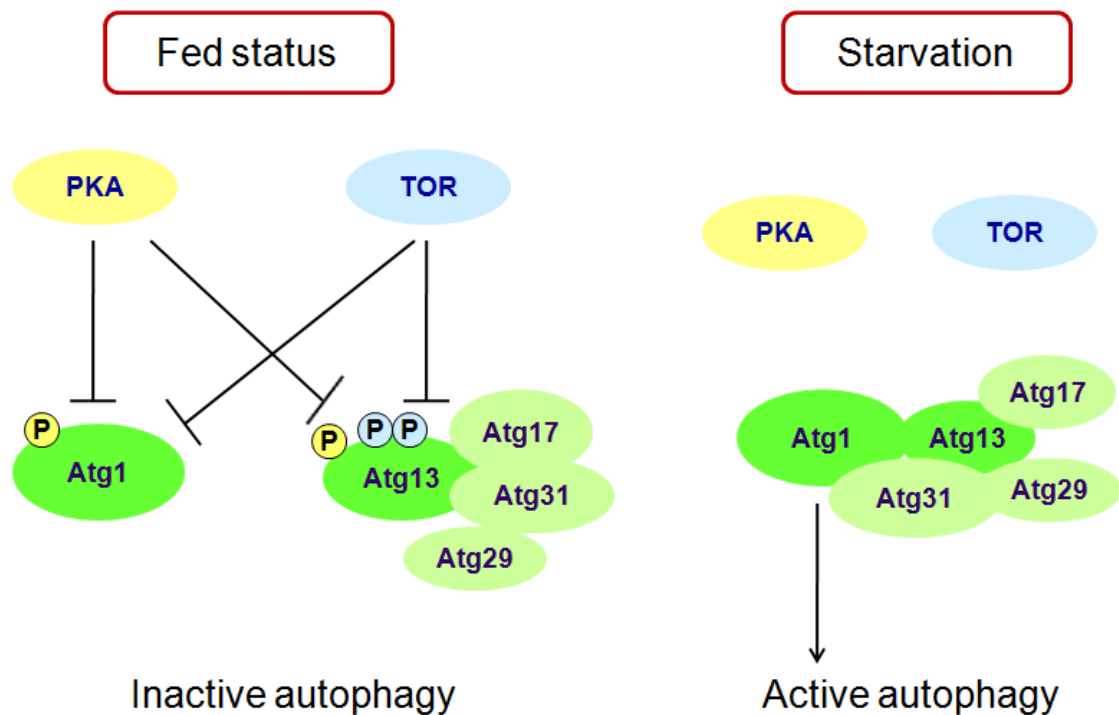 Fed status
Starvation
PKA
TOR
PKA
TOR
P
Atg1
P
P
P
Atg13
Atg17
Atg31
Atg29
Atg1
Atg13
Atg17
Atg31
Atg29
Inactive autophagy
Active autophagy